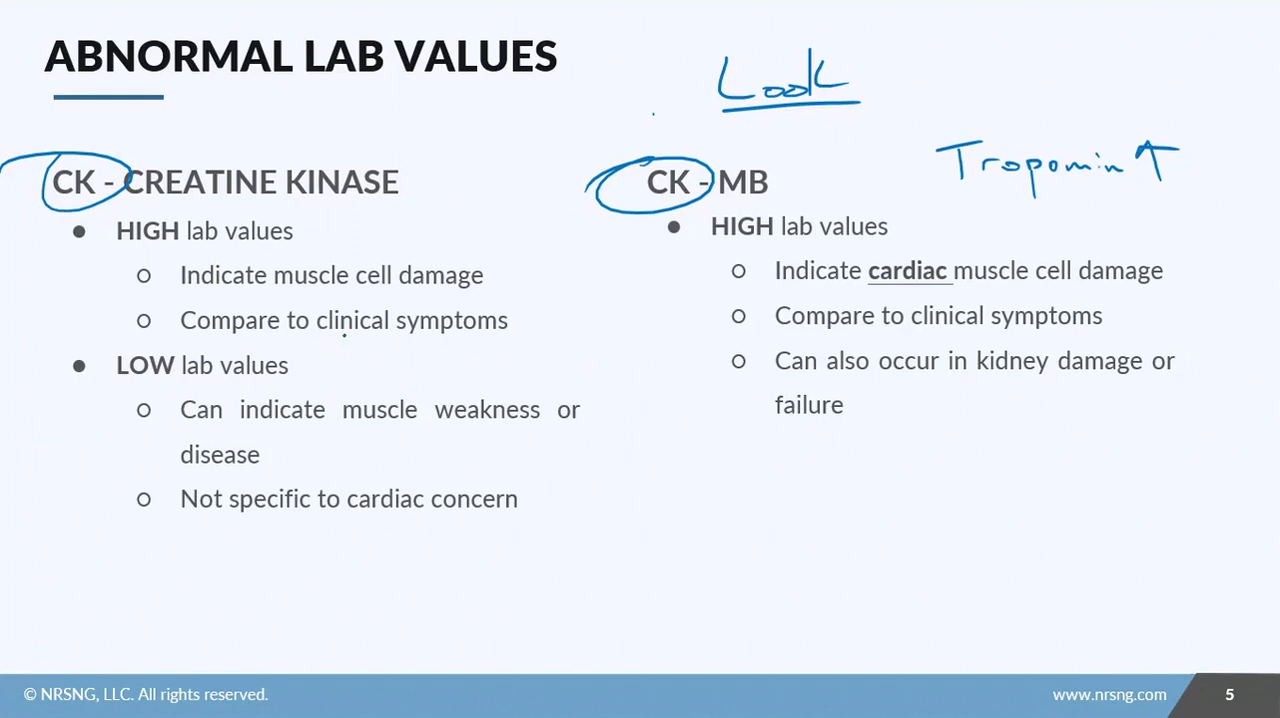 ABNORMAL LAB VALUES
Look
Tropomin ↑
CK - CREATINE KINASE
● HIGH lab values
○ Indicate muscle cell damage
○ Compare to clinical symptoms
● LOW lab values
○ Can indicate muscle weakness or
disease
○ Not specific to cardiac concern
CK - MB
● HIGH lab values
○ Indicate cardiac muscle cell damage
○ Compare to clinical symptoms
○ Can also occur in kidney damage or
failure
© NRSNG, LLC. All rights reserved.
www.nrsng.com
5